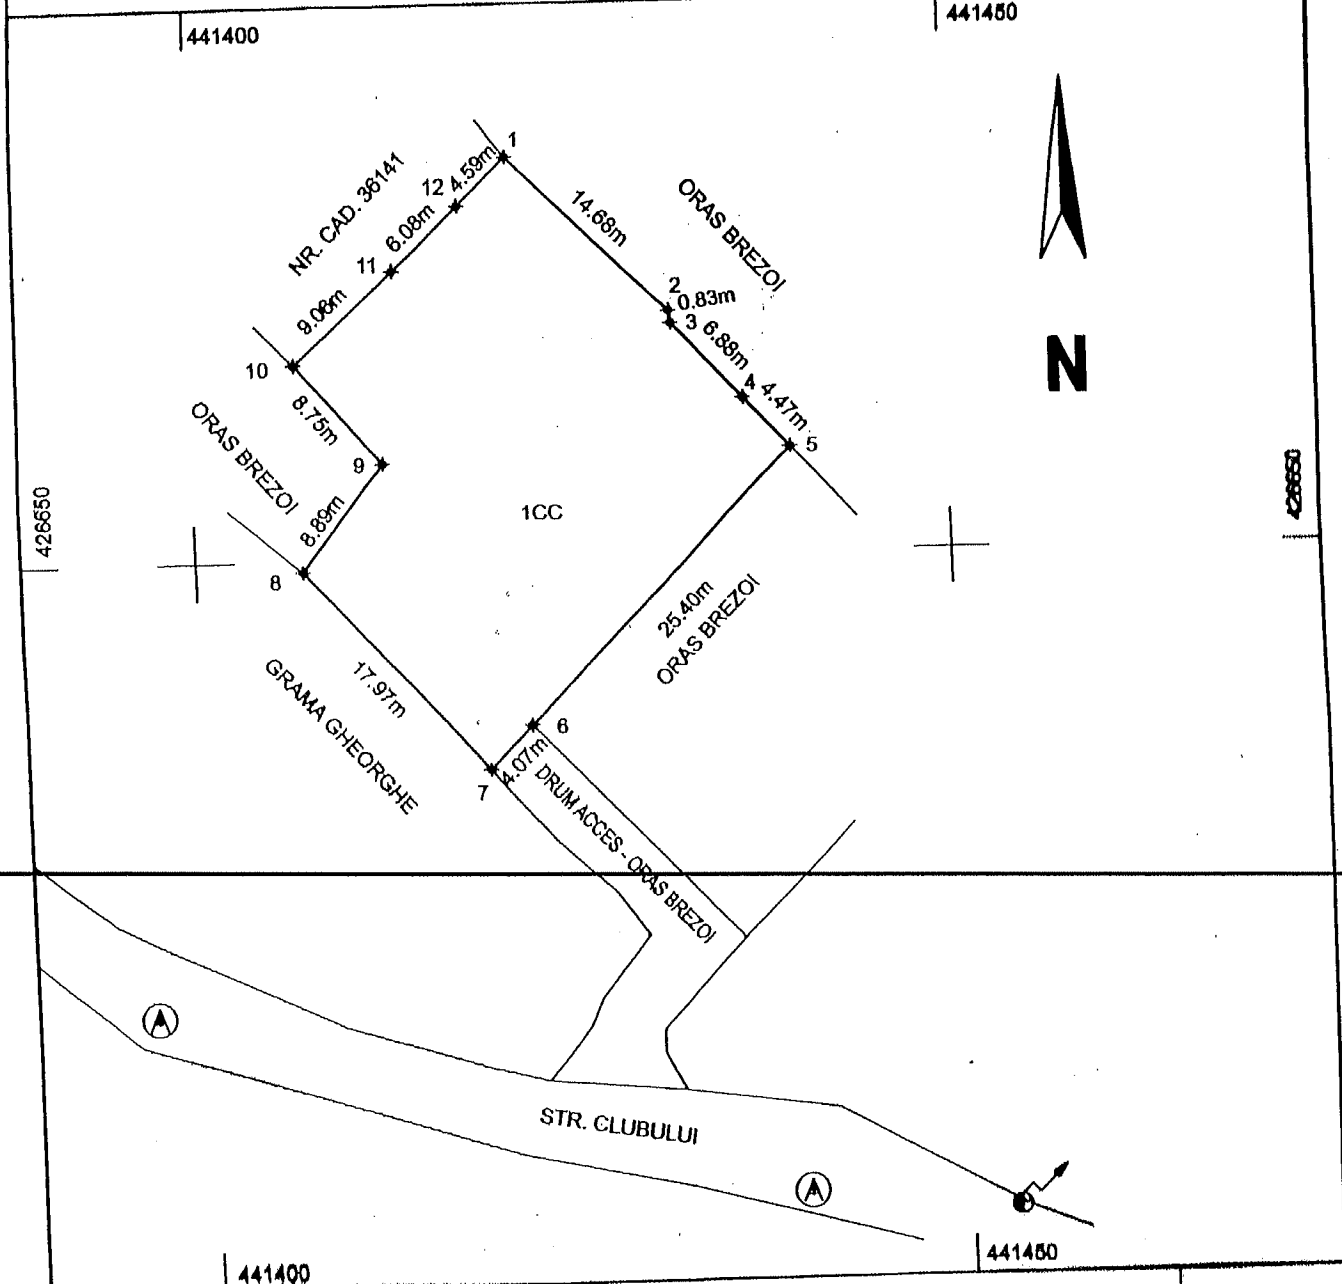 441400
441450
1
4.59m
12
NR. CAD. 36141
6.08m
14.68m
ORAS BREZOI
11
2
0.83m
9.06m
3
6.88m
N
10
4
4.47m
8.75m
5
ORAS BREZOI
9
426650
426650
8.89m
1CC
8
25.40m
ORAS BREZOI
17.97m
GRAMA GHEORGHE
6
4.07m
7
DRUM ACCES - ORAS BREZOI
STR. CLUBULUI
441400
441450